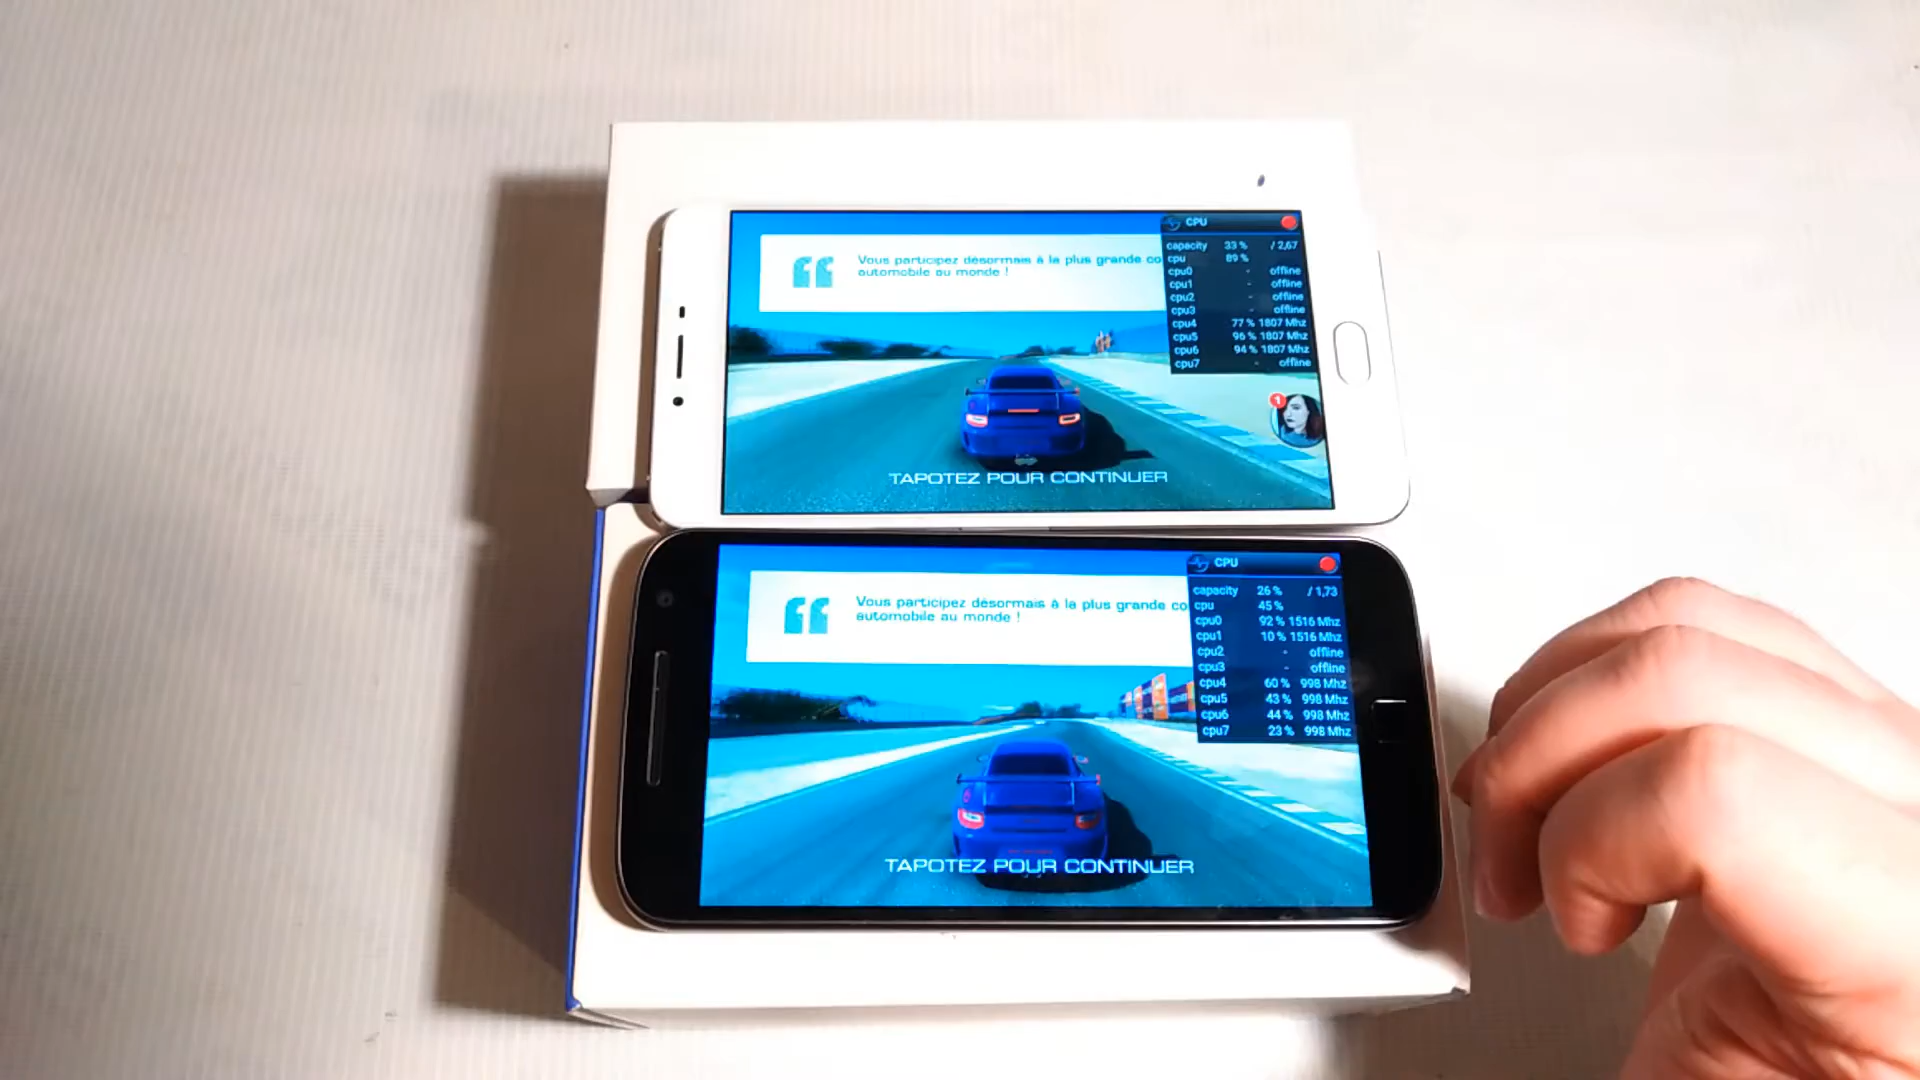 CPU
capacity 33 % / 2,67
cpu 89 %
cpu0 - offline
cpu1 - offline
cpu2 - offline
cpu3 - offline
cpu4 77 % 1807 Mhz
cpu5 96 % 1807 Mhz
cpu6 94 % 1807 Mhz
cpu7 - offline
Vous participez désormais à la plus grande co
automobile au monde !
1
TAPOTEZ POUR CONTINUER
CPU
capacity 26 % / 1,73
cpu 45 %
cpu0 92 % 1516 Mhz
cpu1 10 % 1516 Mhz
cpu2 - offline
cpu3 - offline
cpu4 60 % 998 Mhz
cpu5 43 % 998 Mhz
cpu6 44 % 998 Mhz
cpu7 23 % 998 Mhz
Vous participez désormais à la plus grande co
automobile au monde !
TAPOTEZ POUR CONTINUER